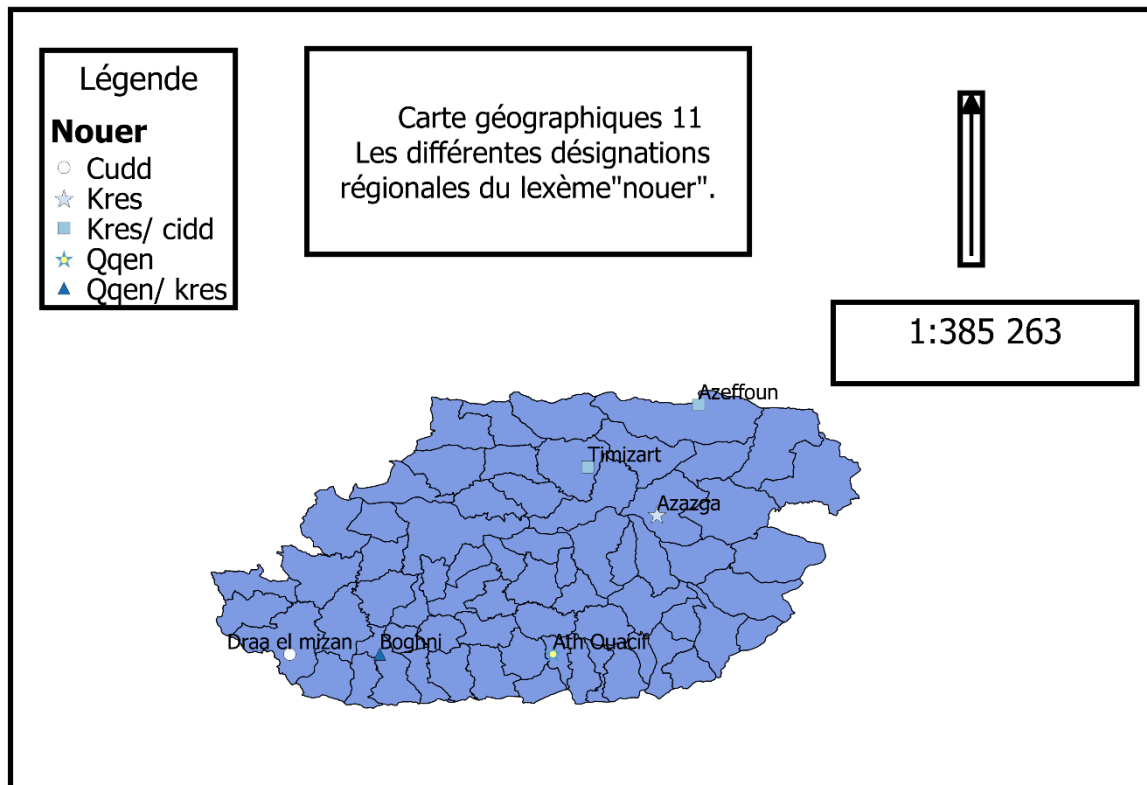 Légende
Nouer
Cudd
Kres
Kres/ cidd
Qqen
Qqen/ kres
Carte géographiques 11
Les différentes désignations
régionales du lexème"nouer".
1:385 263
Azeffoun
Timizart
Azazga
Draa el mizan
Boghni
Ath Ouacif